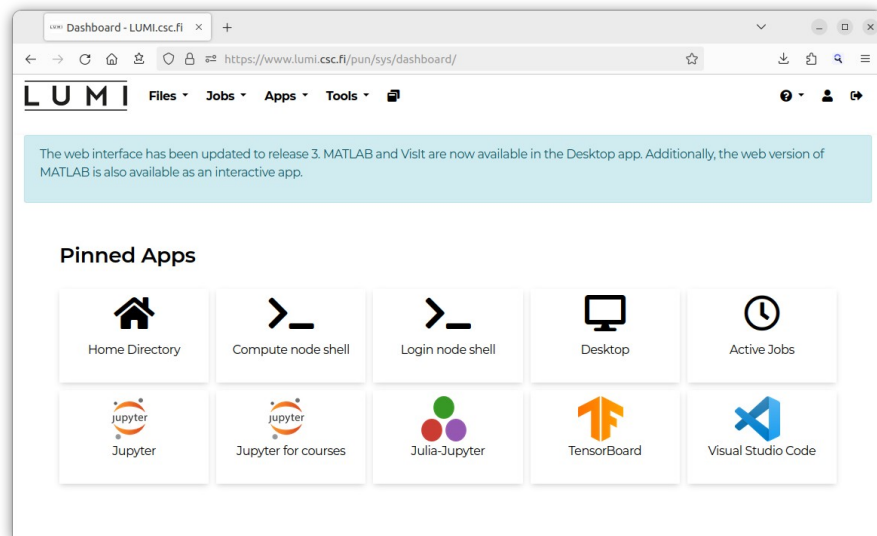 LUMI Dashboard - LUMI.csc.fi
https://www.lumi.csc.fi/pun/sys/dashboard/
LUMI Files Jobs Apps Tools
The web interface has been updated to release 3. MATLAB and VisIt are now available in the Desktop app. Additionally, the web version of
MATLAB is also available as an interactive app.
Pinned Apps
Home Directory Compute node shell Login node shell Desktop Active Jobs
jupyter jupyter
Jupyter Jupyter for courses Julia-Jupyter TensorBoard Visual Studio Code